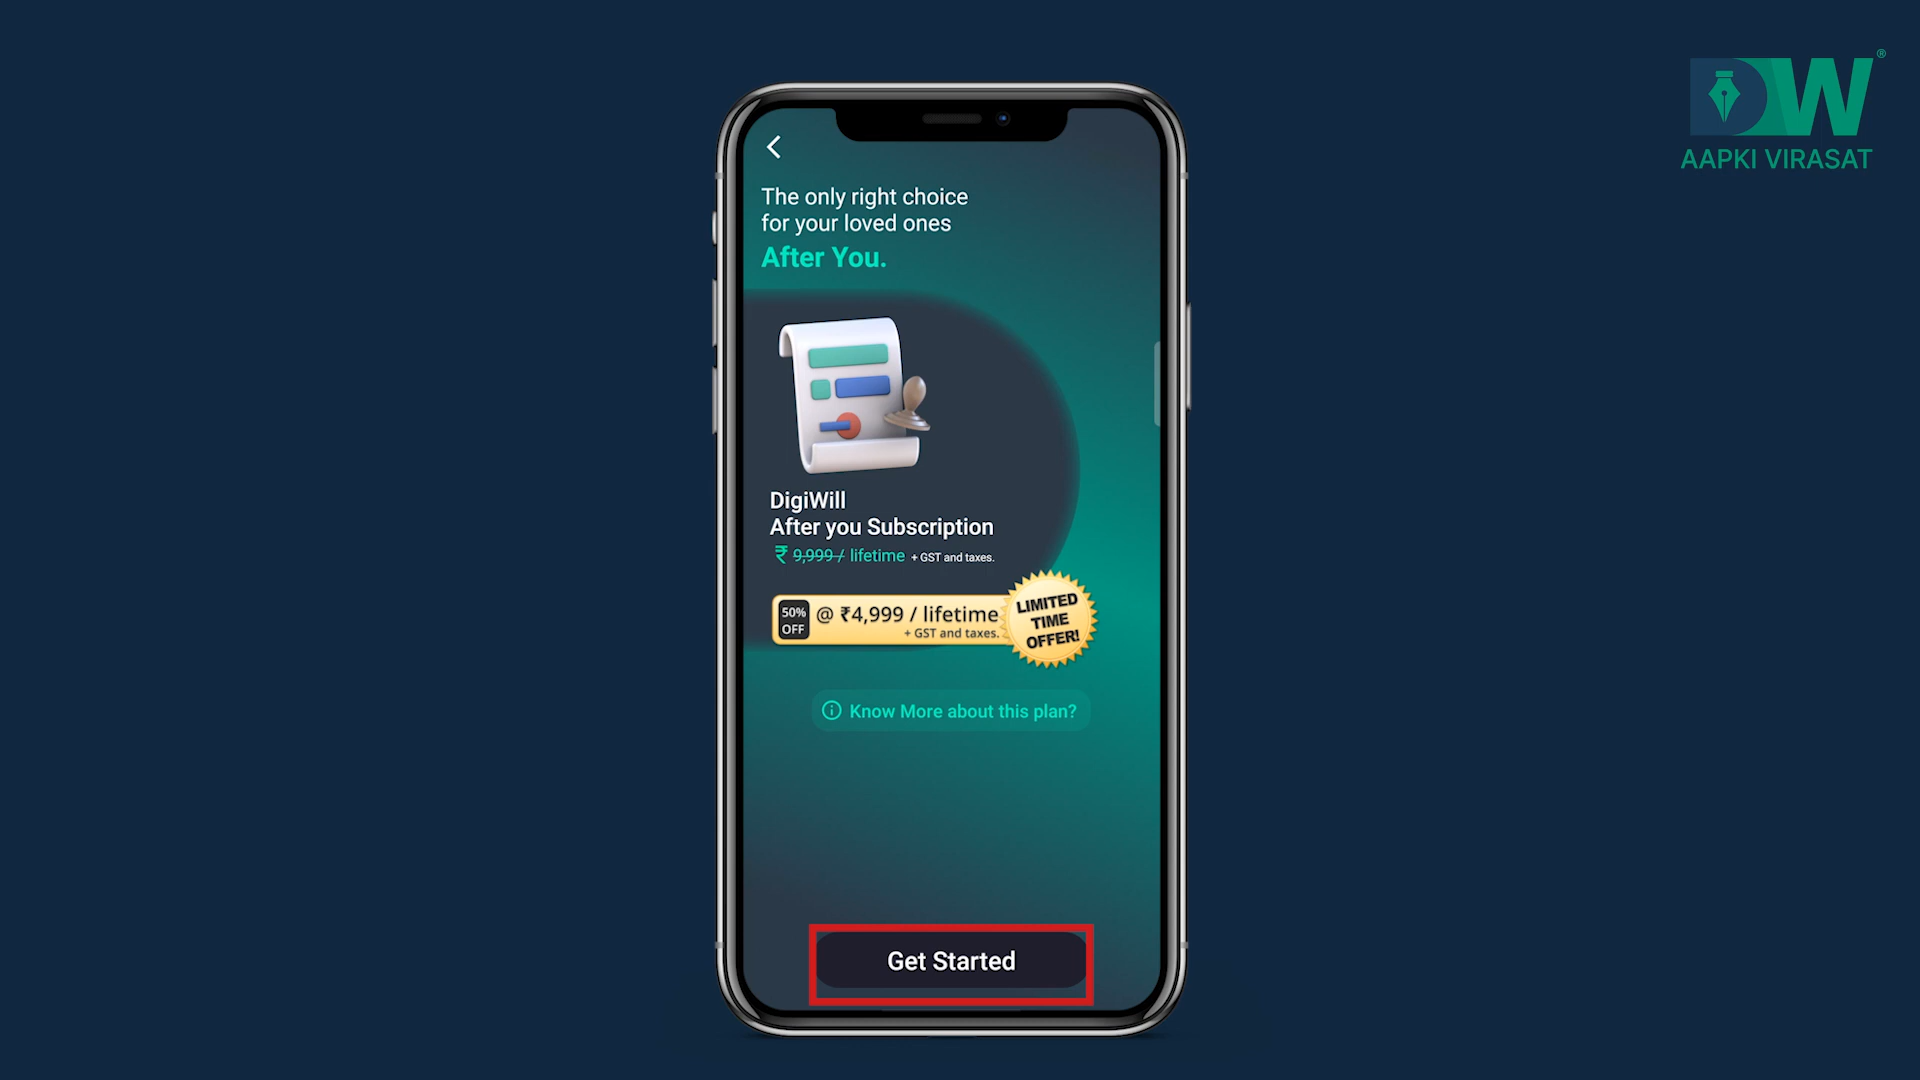 DW®
AAPKI VIRASAT
The only right choice
for your loved ones
After You.
DigiWill
After you Subscription
₹ 9,999 / lifetime + GST and taxes.
50%
OFF
@ ₹4,999 / lifetime
+ GST and taxes.
LIMITED
TIME
OFFER!
Know More about this plan?
Get Started